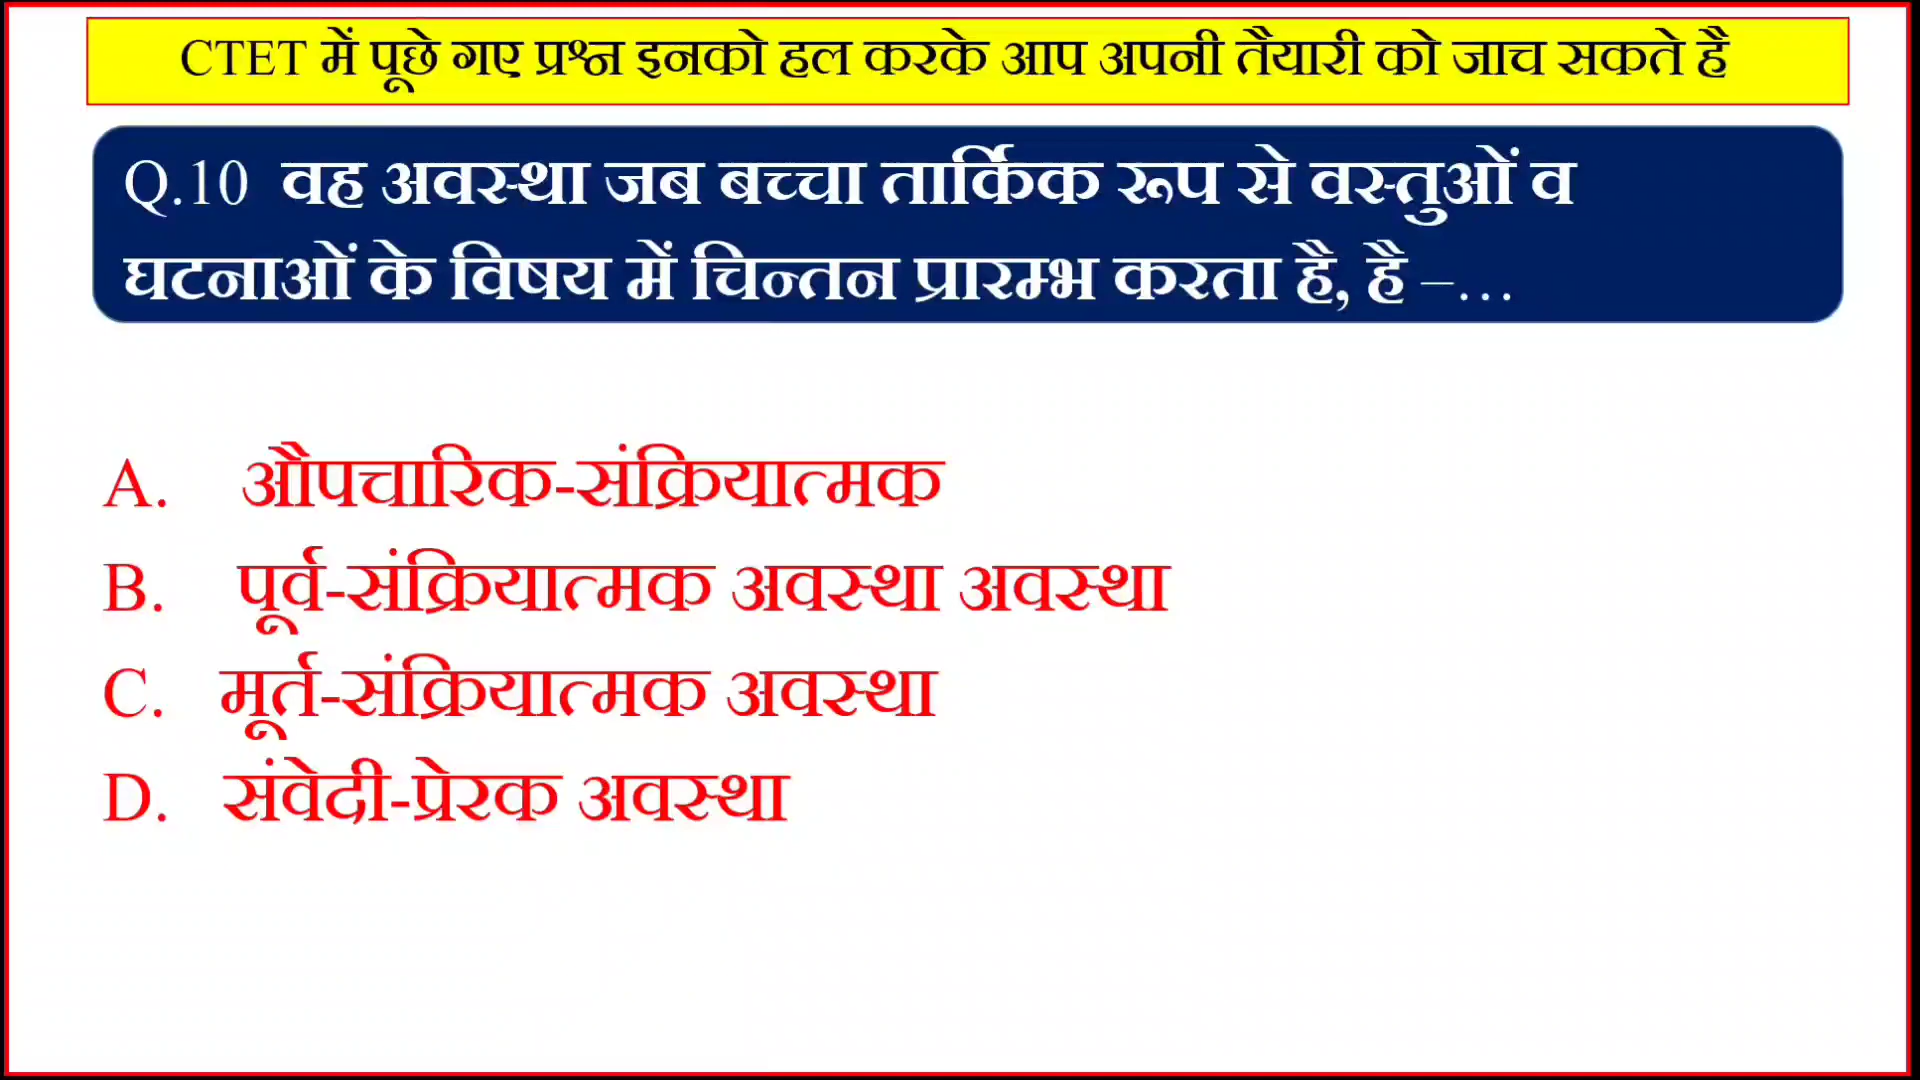 CTET में पूछे गए प्रश्न इनको हल करके आप अपनी तैयारी को जाच सकते है
Q.10 वह अवस्था जब बच्चा तार्किक रूप से वस्तुओं व
घटनाओं के विषय में चिन्तन प्रारम्भ करता है, है –...
A. औपचारिक-संक्रियात्मक
B. पूर्व-संक्रियात्मक अवस्था अवस्था
C. मूर्त-संक्रियात्मक अवस्था
D. संवेदी-प्रेरक अवस्था